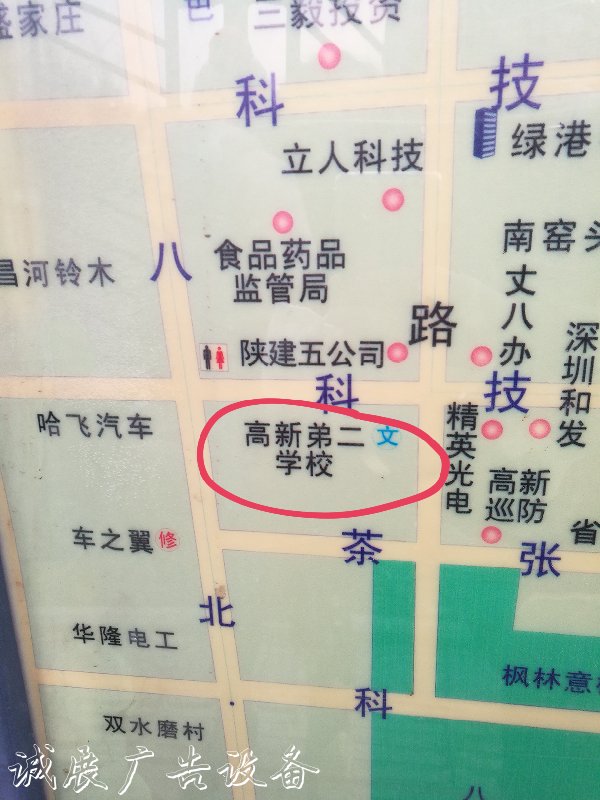 盛家庄
巴
三毅投资
科
技
绿港
立人科技
南窑头
八
食品药品
监管局
昌河铃木
丈八办
路
陕建五公司
深圳和发
科
技
哈飞汽车
高新弟二
学校
文
精英光电
高新
巡防
省
车之翼
修
茶
张
北
华隆电工
枫林意
科
双水磨村
八
诚展广告设备